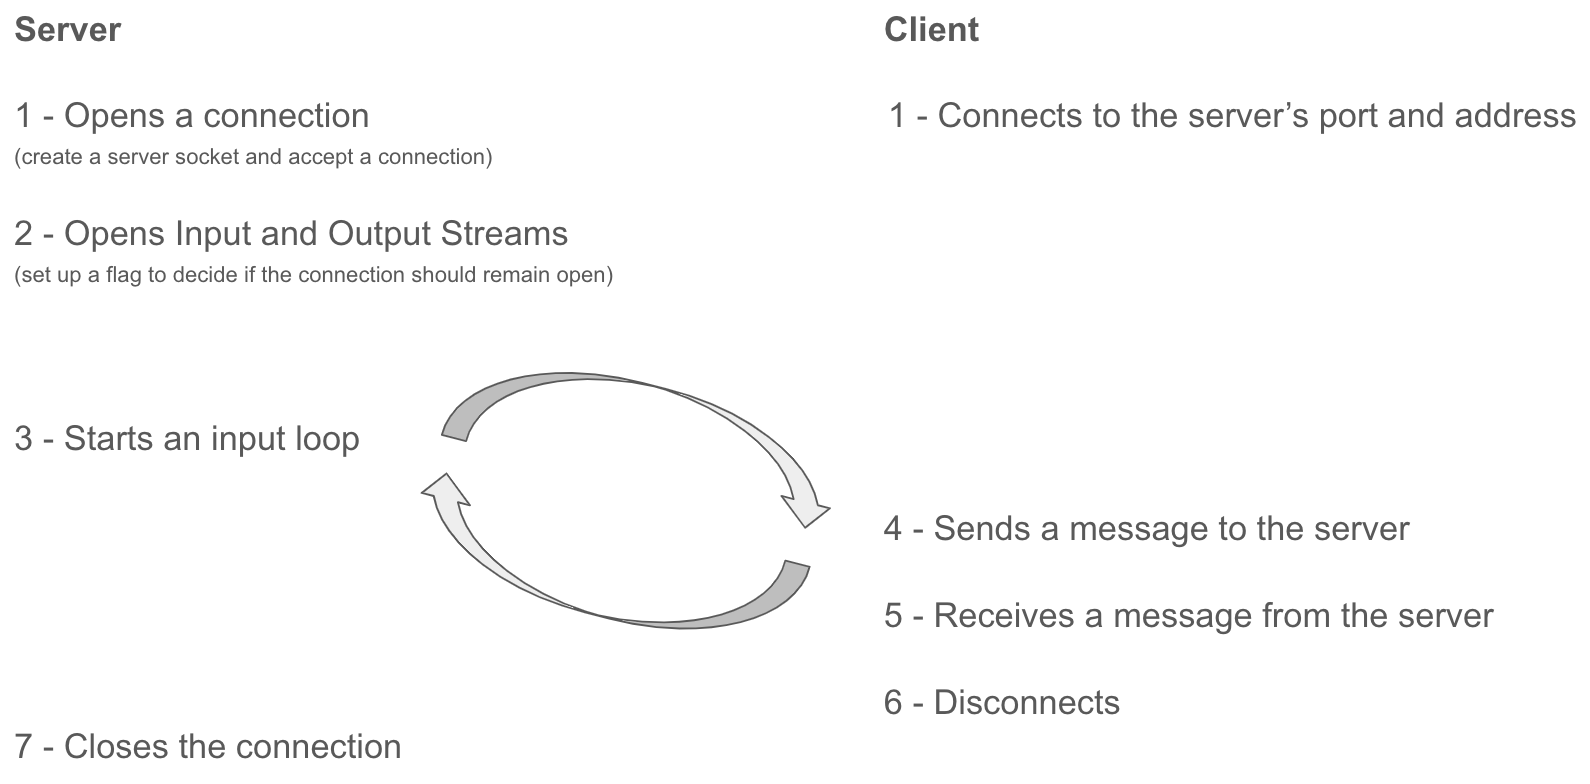 Server
Client
1 - Opens a connection
(create a server socket and accept a connection)
1 - Connects to the server’s port and address
2 - Opens Input and Output Streams
(set up a flag to decide if the connection should remain open)
3 - Starts an input loop
4 - Sends a message to the server
5 - Receives a message from the server
6 - Disconnects
7 - Closes the connection